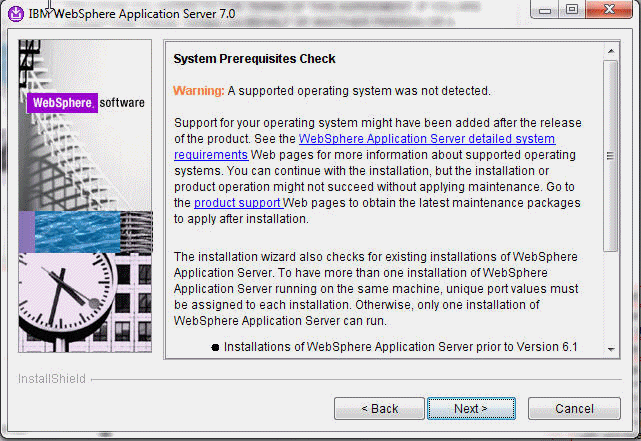 IBM WebSphere Application Server 7.0
WebSphere. software
System Prerequisites Check
Warning: A supported operating system was not detected.
Support for your operating system might have been added after the release
of the product. See the WebSphere Application Server detailed system
requirements Web pages for more information about supported operating
systems. You can continue with the installation, but the installation or
product operation might not succeed without applying maintenance. Go to
the product support Web pages to obtain the latest maintenance packages
to apply after installation.
The installation wizard also checks for existing installations of WebSphere
Application Server. To have more than one installation of WebSphere
Application Server running on the same machine, unique port values must
be assigned to each installation. Otherwise, only one installation of
WebSphere Application Server can run.
● Installations of WebSphere Application Server prior to Version 6.1
InstallShield
< Back
Next >
Cancel